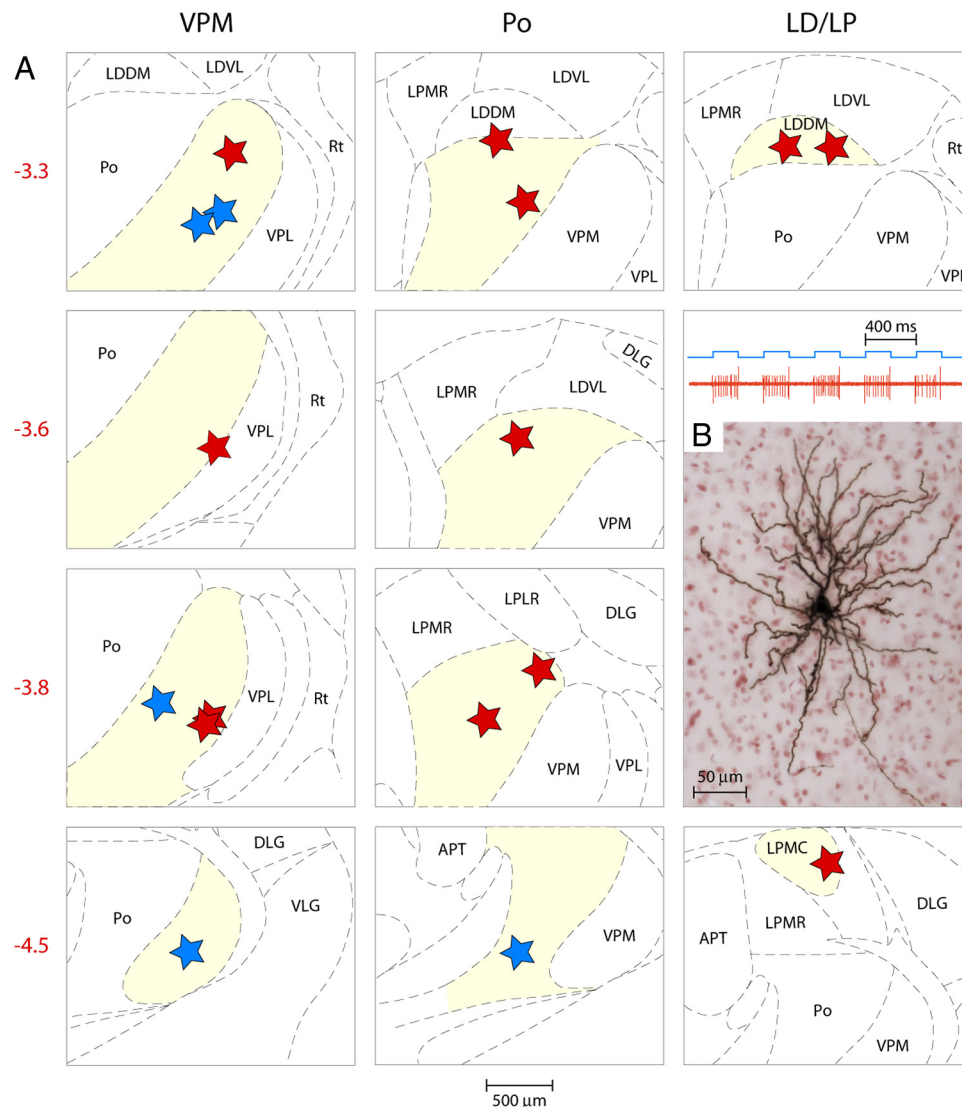 VPM Po LD/LP
A
LDDM LDVL
Po
Rt
VPL
-3.3
LPMR LDVL
LDDM
VPM
VPL
LPMR LDVL
LDDM
Rt
Po VPM
VPL
-3.6
Po
VPL
Rt
DLG
LPMR LDVL
VPM
400 ms
B
50 µm
-3.8
Po
VPL
Rt
LPLR
LPMR DLG
VPM VPL
-4.5
DLG
Po VLG
APT
VPM
LPMC
DLG
LPMR
APT
Po
VPM
500 µm